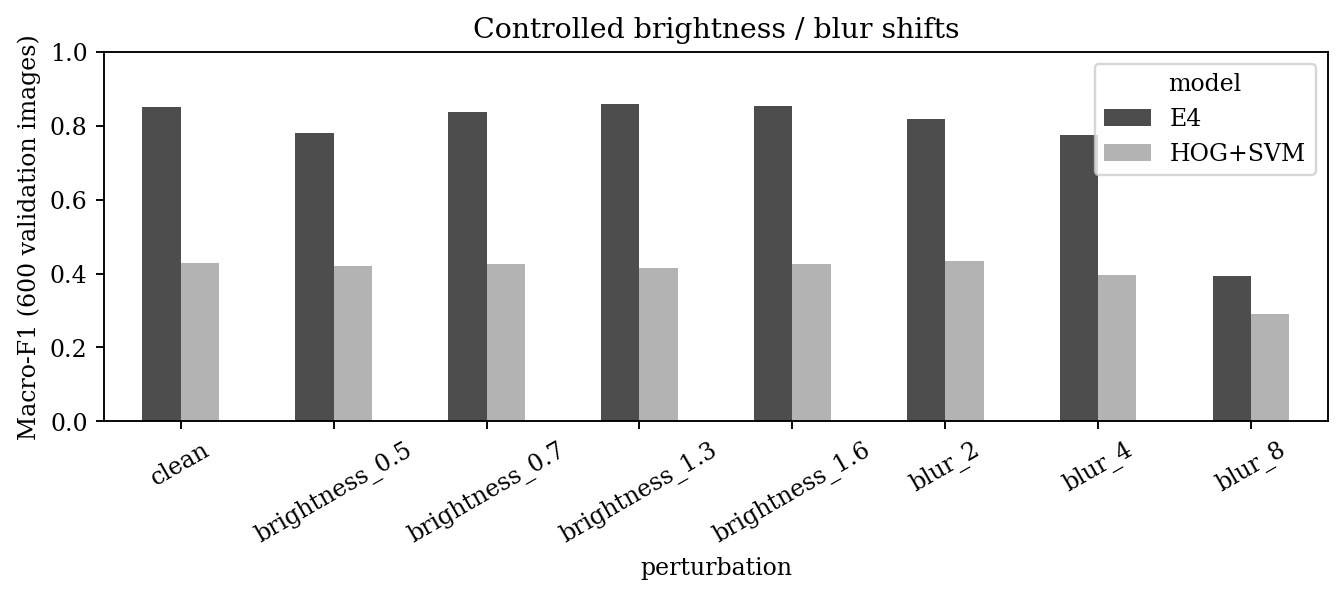 Controlled brightness / blur shifts
Macro-F1 (600 validation images)
1.0
0.8
0.6
0.4
0.2
0.0
model
E4
HOG+SVM
clean
brightness_0.5
brightness_0.7
brightness_1.3
brightness_1.6
blur_2
blur_4
blur_8
perturbation